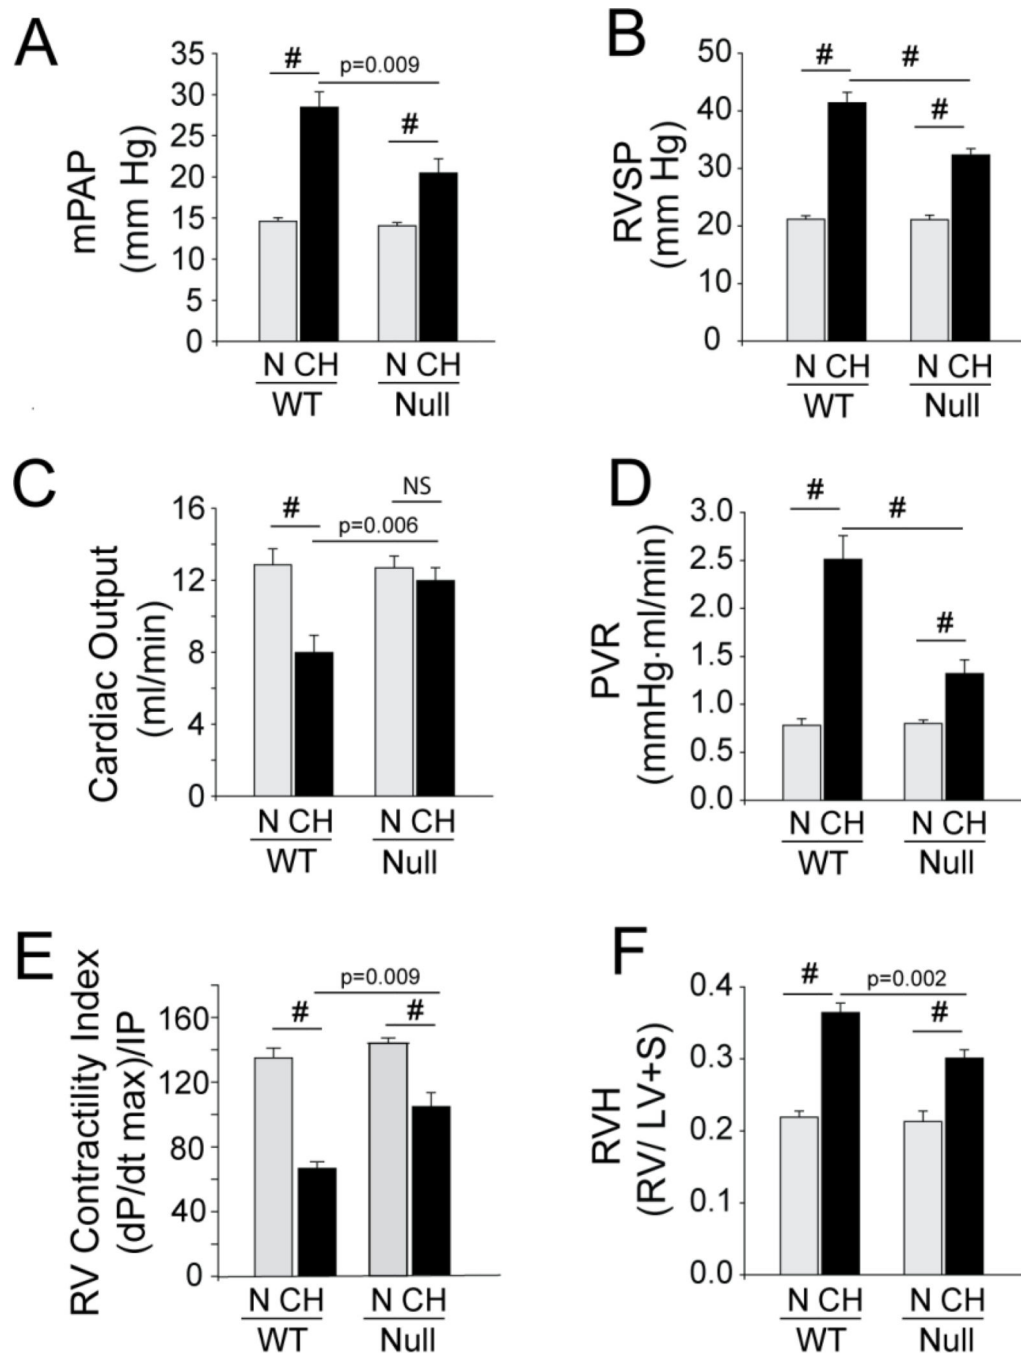 A
mPAP
(mm Hg)
35
30
25
20
15
10
5
0
#
p=0.009
#
N CH
N CH
WT
Null
B
RVSP
(mm Hg)
50
40
30
20
10
0
#
#
#
N CH
N CH
WT
Null
C
Cardiac Output
(ml/min)
16
12
8
4
0
#
NS
p=0.006
N CH
N CH
WT
Null
D
PVR
(mmHg·ml/min)
3.0
2.5
2.0
1.5
1.0
0.5
0.0
#
#
#
N CH
N CH
WT
Null
E
RV Contractility Index
(dP/dt max)/IP
160
120
80
40
0
#
p=0.009
#
N CH
N CH
WT
Null
F
RVH
(RV/ LV+S)
0.4
0.3
0.2
0.1
0.0
#
p=0.002
#
N CH
N CH
WT
Null